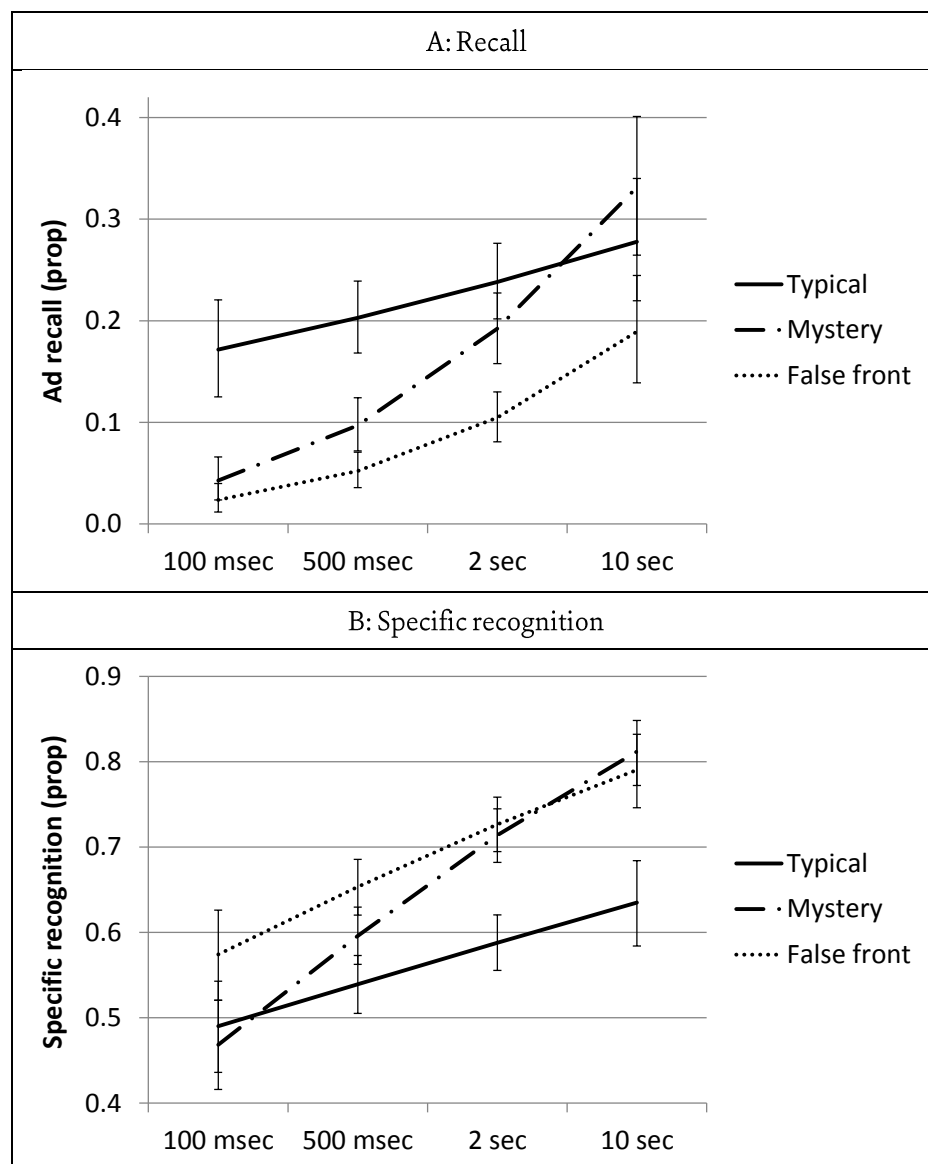 A: Recall
0.4
0.3
0.2
0.1
0.0
Ad recall (prop)
100 msec 500 msec 2 sec 10 sec
Typical
Mystery
False front
B: Specific recognition
0.9
0.8
0.7
0.6
0.5
0.4
Specific recognition (prop)
100 msec 500 msec 2 sec 10 sec
Typical
Mystery
False front